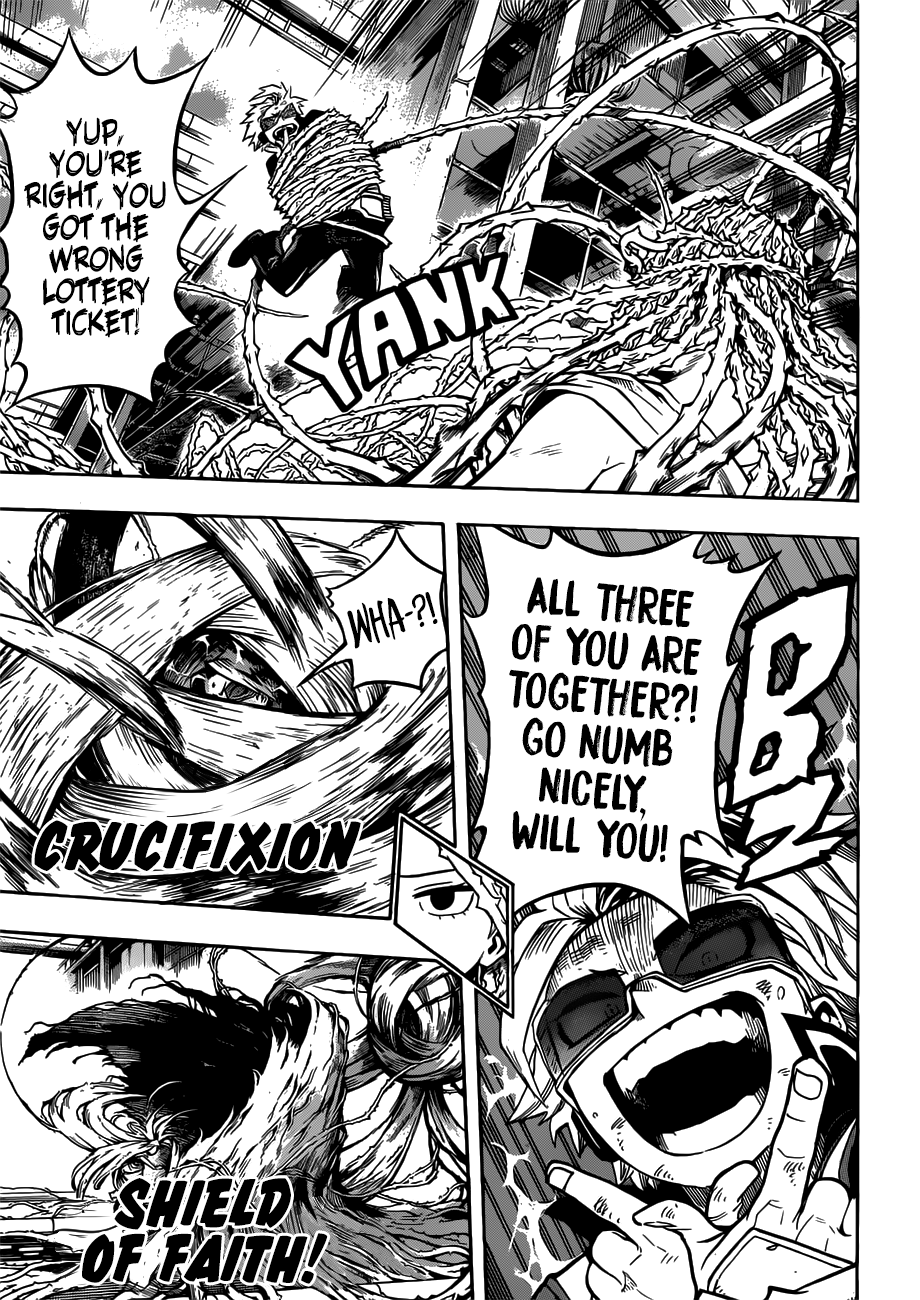 YUP,
YOU'RE
RIGHT, YOU
GOT THE
WRONG
LOTTERY
TICKET!
YANK
ALL THREE
OF YOU ARE
TOGETHER?!
GO NUMB
NICELY,
WILL YOU!
BZ
WHA-?!
CRUCIFIXION
SHIELD
OF FAITH!